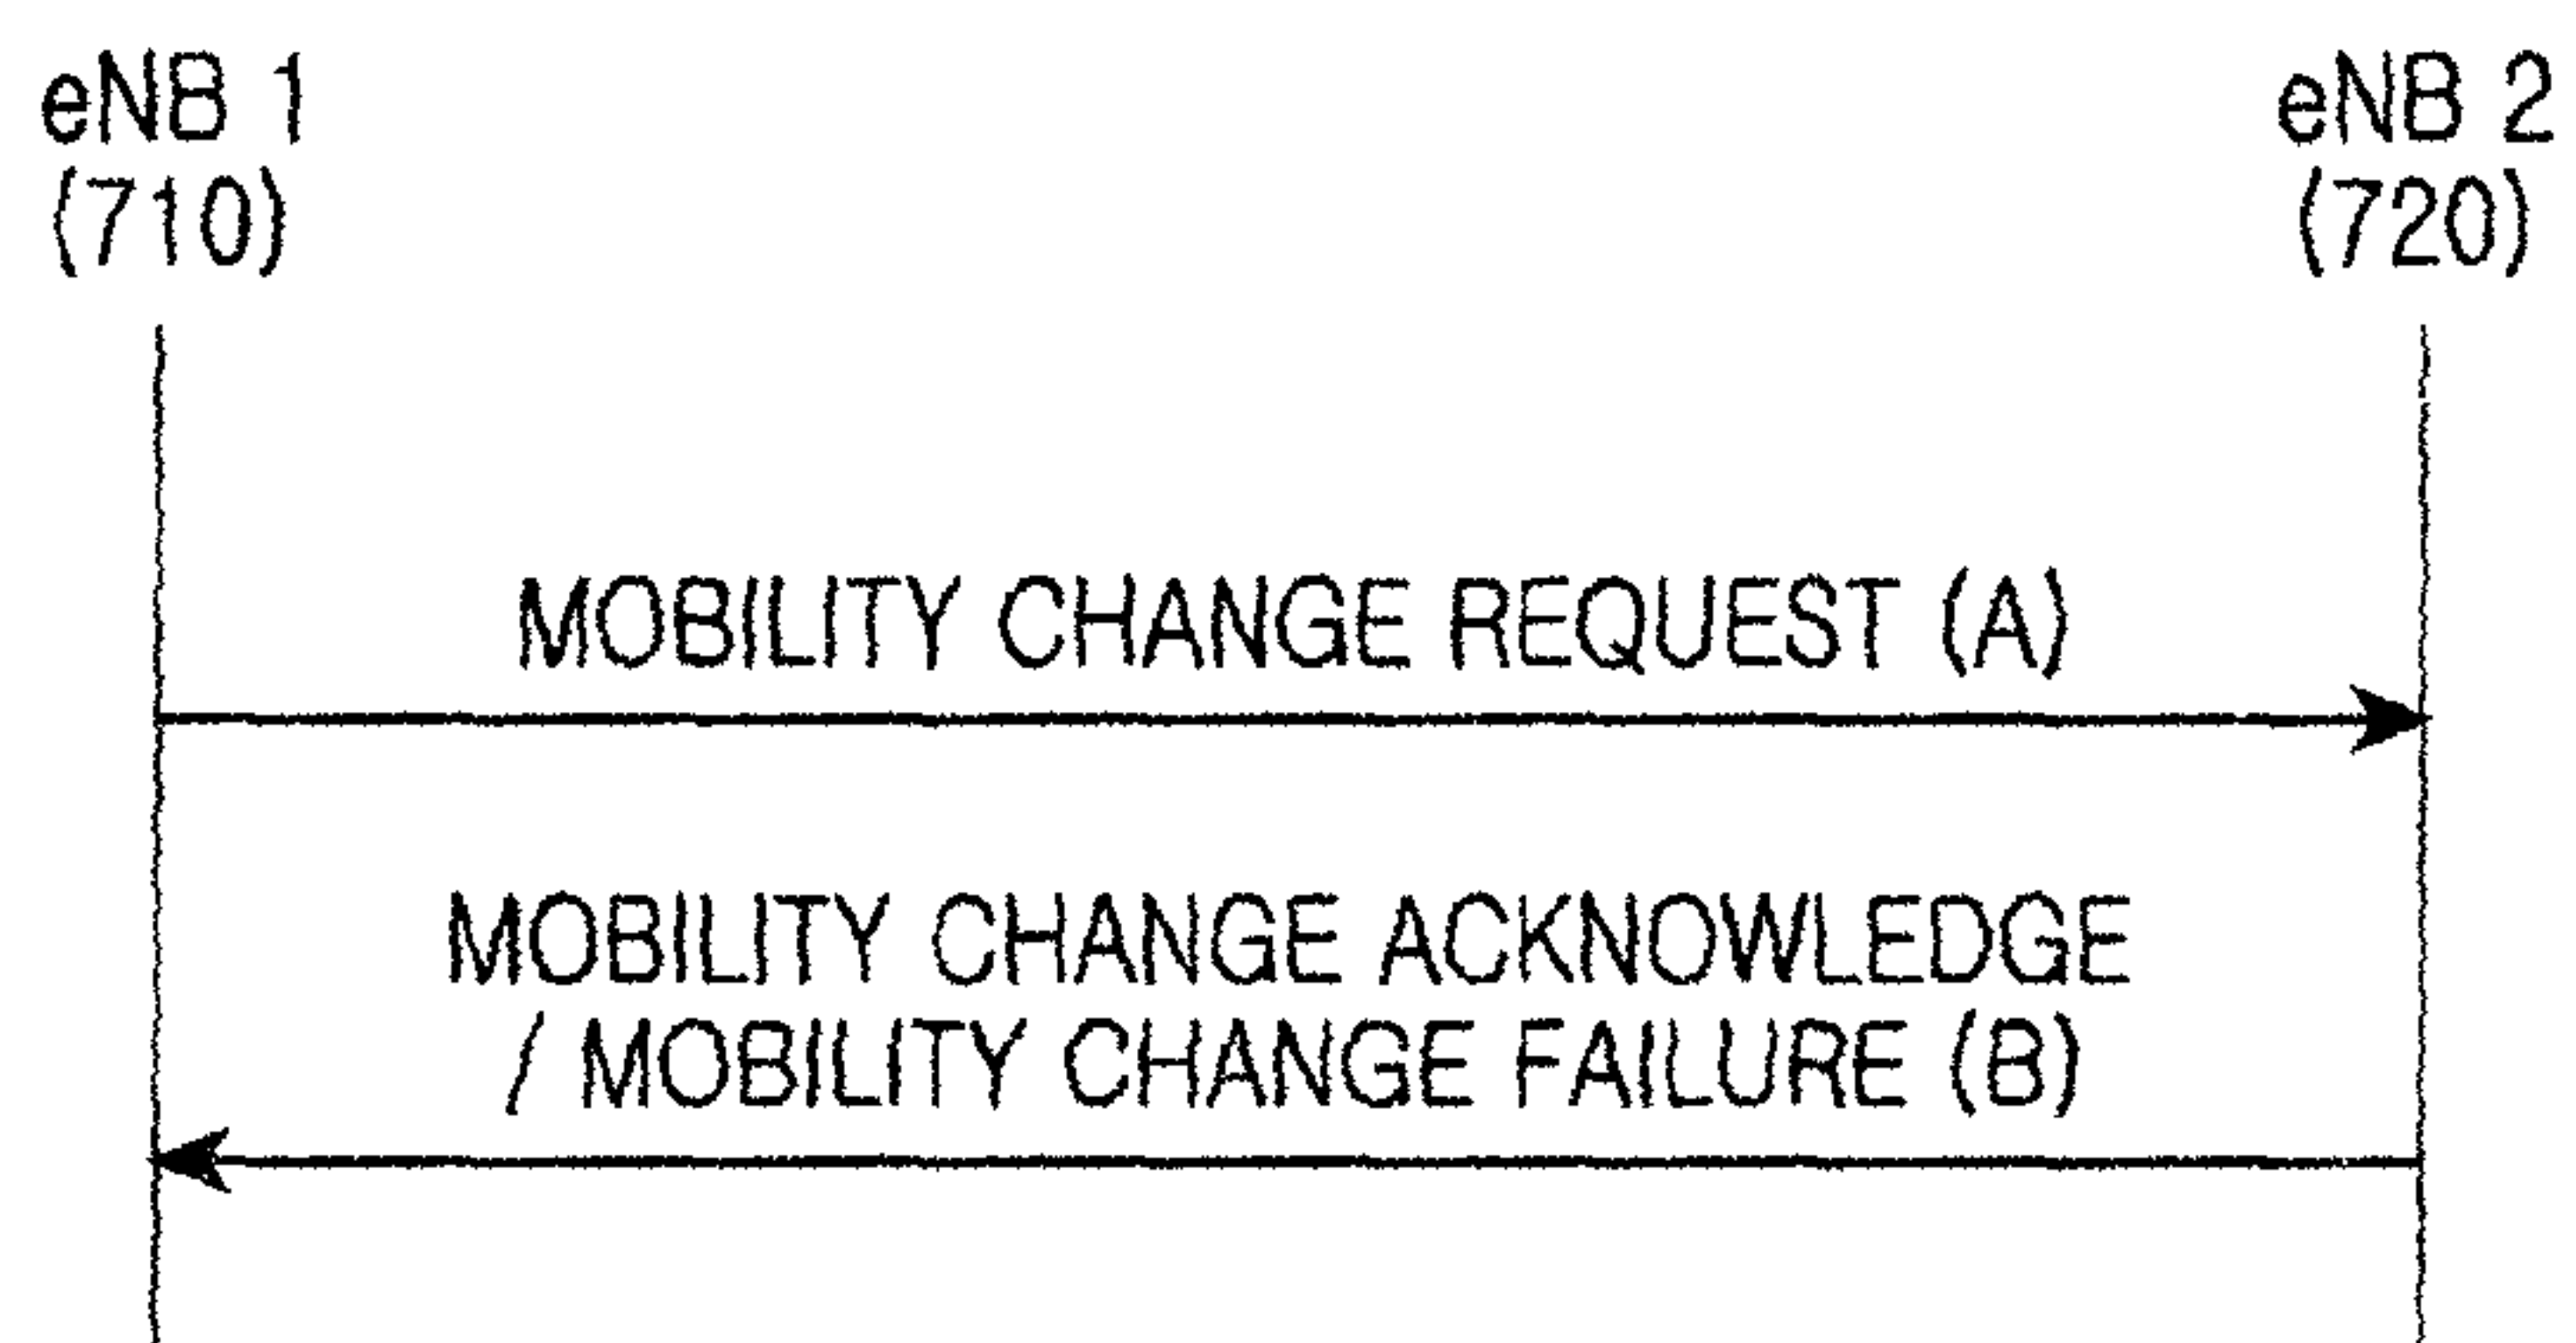 eNB 1
(710)
eNB 2
(720)
MOBILITY CHANGE REQUEST (A)
MOBILITY CHANGE ACKNOWLEDGE
/ MOBILITY CHANGE FAILURE (B)